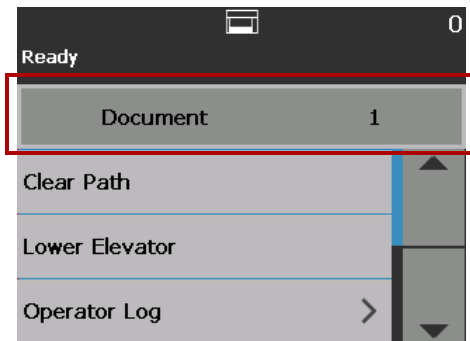 0
Ready
Document 1
Clear Path
Lower Elevator
Operator Log